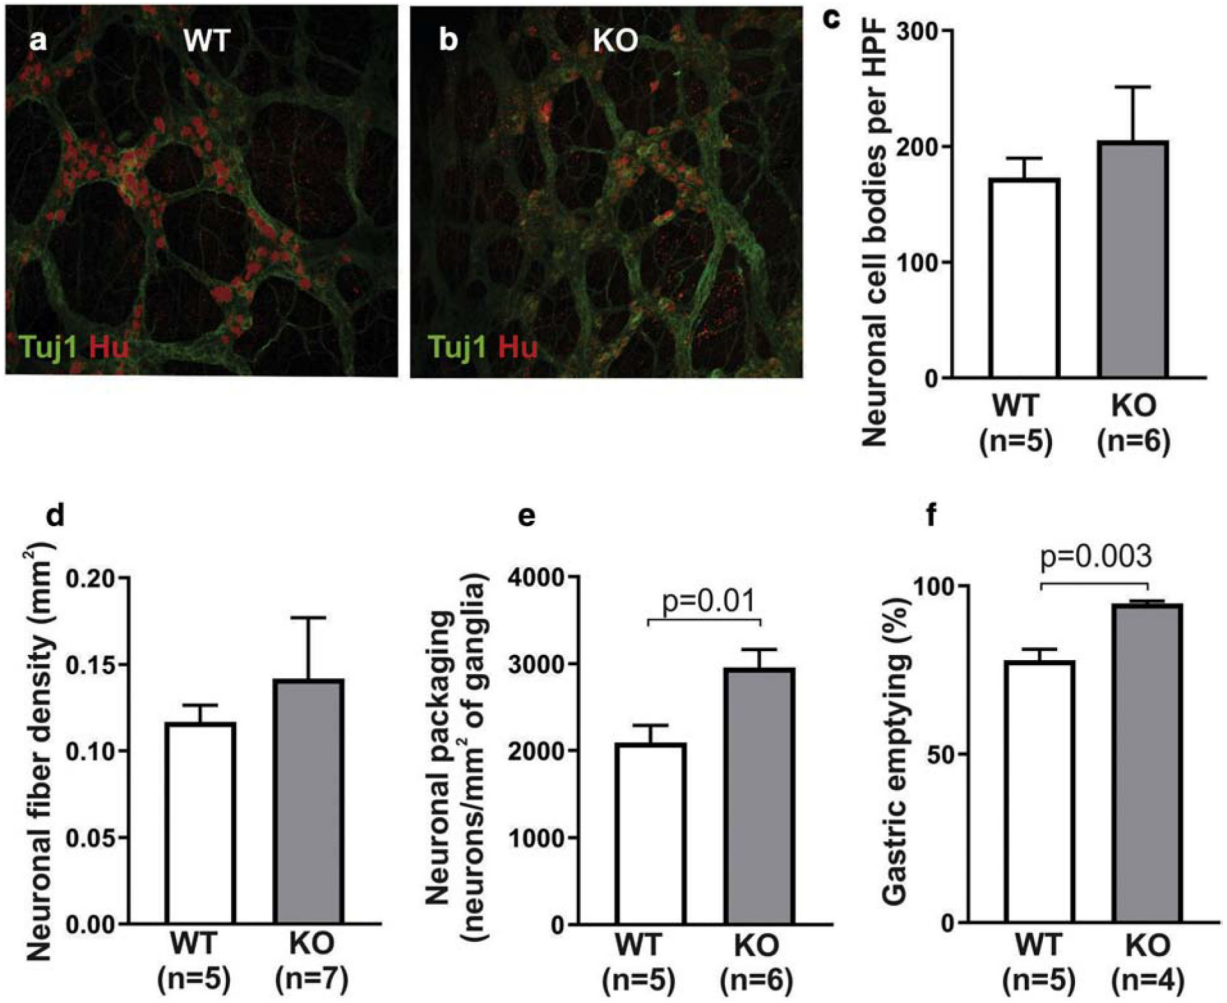 a
WT
Tuj1 Hu
b
KO
Tuj1 Hu
c
Neuronal cell bodies per HPF
300
200
100
0
WT
(n=5)
KO
(n=6)
d
Neuronal fiber density (mm²)
0.20
0.15
0.10
0.05
0.00
WT
(n=5)
KO
(n=7)
e
Neuronal packaging
(neurons/mm² of ganglia)
4000
3000
2000
1000
0
p=0.01
WT
(n=5)
KO
(n=6)
f
Gastric emptying (%)
100
50
0
p=0.003
WT
(n=5)
KO
(n=4)